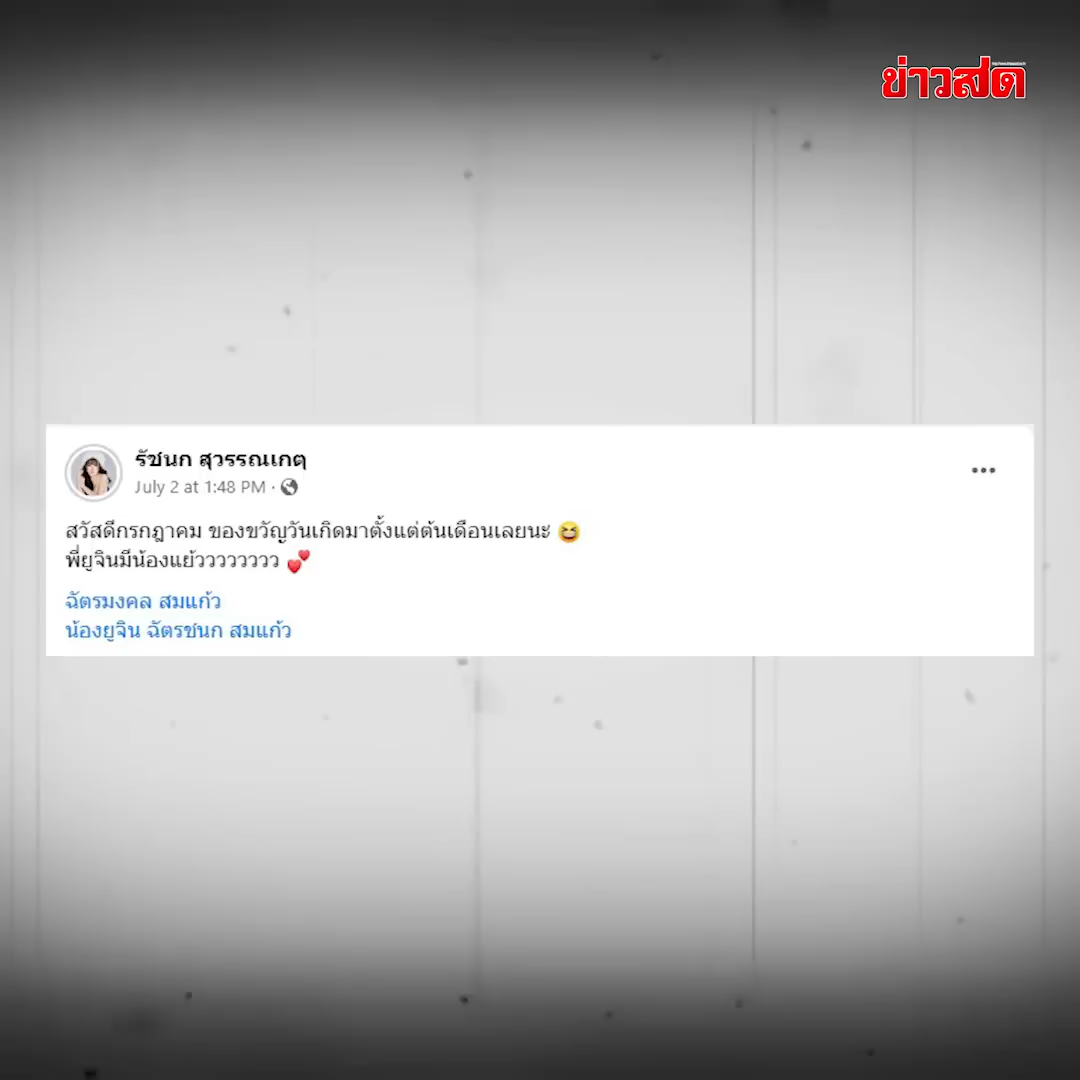 ข่าวสด
รัชนก สุวรรณเกตุ
July 2 at 1:48 PM ·
สวัสดีกรกฎาคม ของขวัญวันเกิดมาตั้งแต่ต้นเดือนเลยนะ 😆
พี่ยูจินมีน้องแย้ววววววววว 💕
ฉัตรมงคล สมแก้ว
น้องยูจิน ฉัตรชนก สมแก้ว